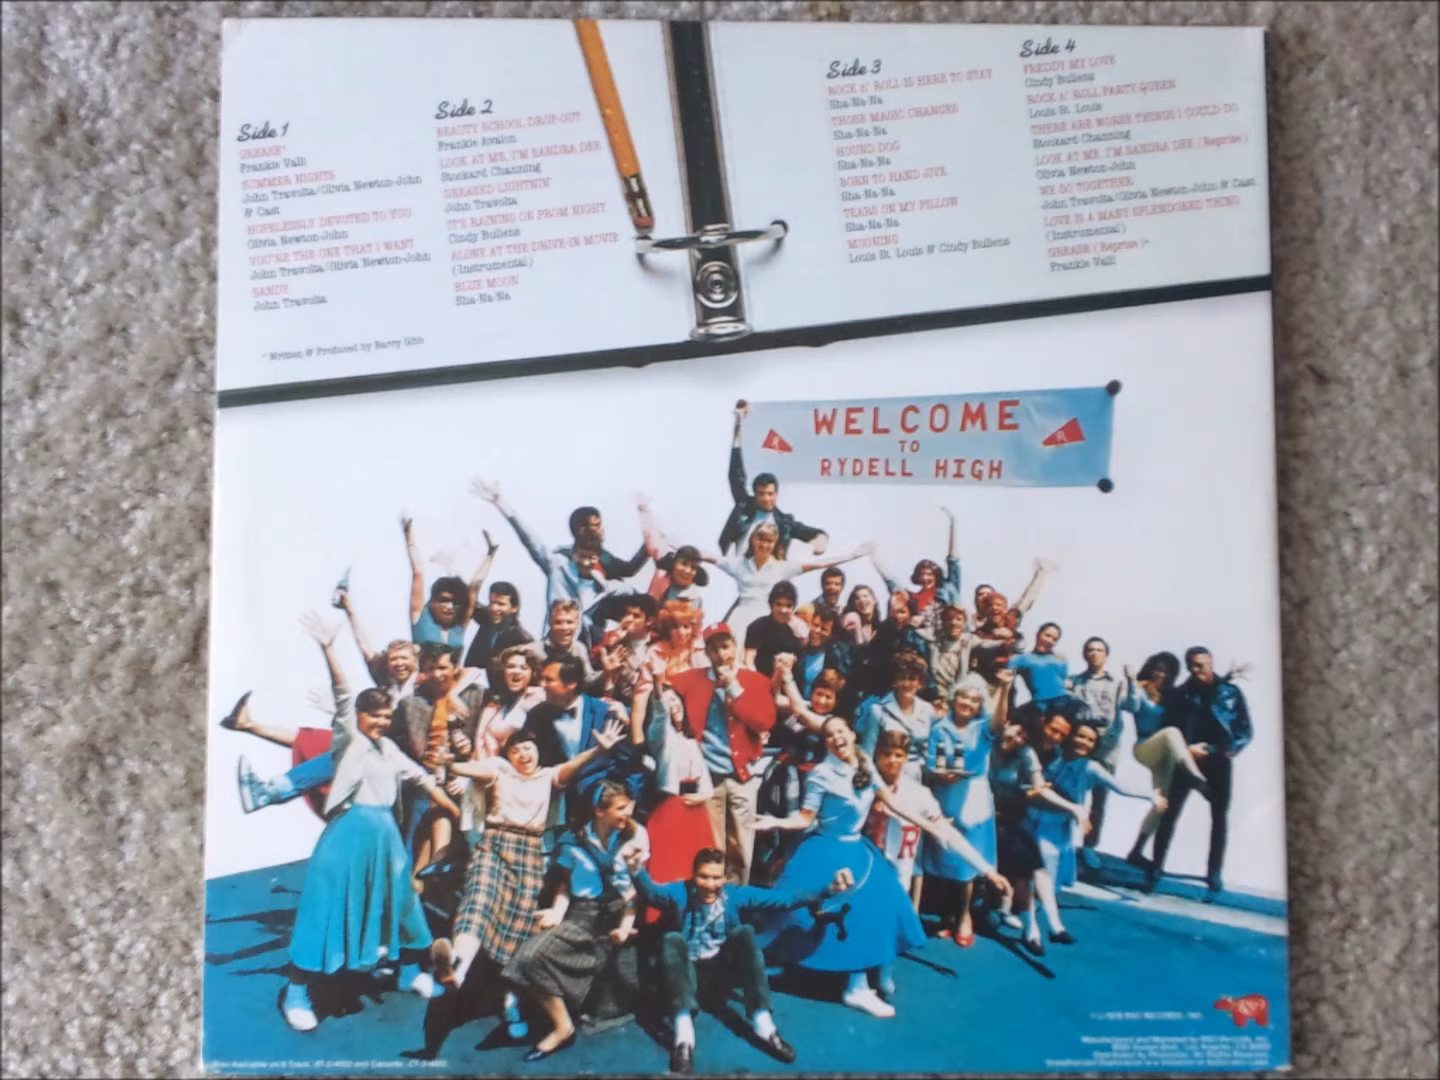 Side 1
GREASE*
Frankie Valli
SUMMER NIGHTS
John Travolta/Olivia Newton-John
& Cast
HOPELESSLY DEVOTED TO YOU
Olivia Newton-John
YOU'RE THE ONE THAT I WANT
John Travolta/Olivia Newton-John
SANDY
John Travolta
* Written & Produced by Barry Gibb
Side 2
BEAUTY SCHOOL DROP-OUT
Frankie Avalon
LOOK AT ME, I'M SANDRA DEE
Stockard Channing
GREASED LIGHTNIN'
John Travolta
IT'S RAINING ON PROM NIGHT
Cindy Bullens
ALONE AT THE DRIVE-IN MOVIE
(Instrumental)
BLUE MOON
Sha-Na-Na
Side 3
ROCK n' ROLL IS HERE TO STAY
Sha-Na-Na
THOSE MAGIC CHANGES
Sha-Na-Na
HOUND DOG
Sha-Na-Na
BORN TO HAND JIVE
Sha-Na-Na
TEARS ON MY PILLOW
Sha-Na-Na
MOONING
Louis St. Louis & Cindy Bullens
Side 4
FREDDY MY LOVE
Cindy Bullens
ROCK n' ROLL PARTY QUEEN
Louis St. Louis
THERE ARE WORSE THINGS I COULD DO
Stockard Channing
LOOK AT ME, I'M SANDRA DEE (Reprise)
Olivia Newton-John
WE GO TOGETHER
John Travolta/Olivia Newton-John & Cast
LOVE IS A MANY SPLENDORED THING
(Instrumental)
GREASE (Reprise)*
Frankie Valli
WELCOME
TO
RYDELL HIGH
R
R
R
RSO
1978 RSO RECORDS, INC.